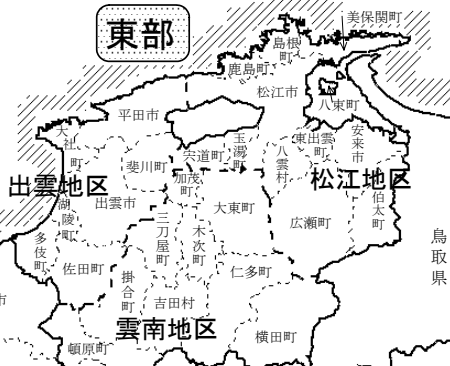 東部
美保関町
島根町
鹿島町
松江市
八束町
平田市
大社町
宍道町
玉湯町
八雲村
東出雲町
安来市
斐川町
加茂町
出雲地区
松江地区
出雲市
湖陵町
大東町
広瀬町
伯太町
三刀屋町
木次町
多伎町
佐田町
掛合町
仁多町
鳥取県
吉田村
市
雲南地区
横田町
頓原町